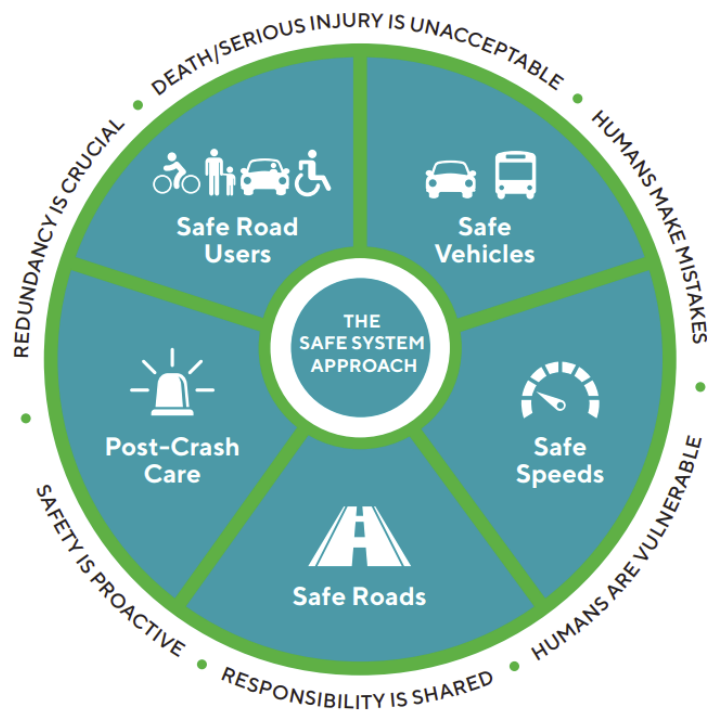 DEATH/SERIOUS INJURY IS UNACCEPTABLE
HUMANS MAKE MISTAKES
HUMANS ARE VULNERABLE
RESPONSIBILITY IS SHARED
SAFETY IS PROACTIVE
REDUNDANCY IS CRUCIAL
Safe Road
Users
Safe
Vehicles
THE
SAFE SYSTEM
APPROACH
Post-Crash
Care
Safe
Speeds
Safe Roads